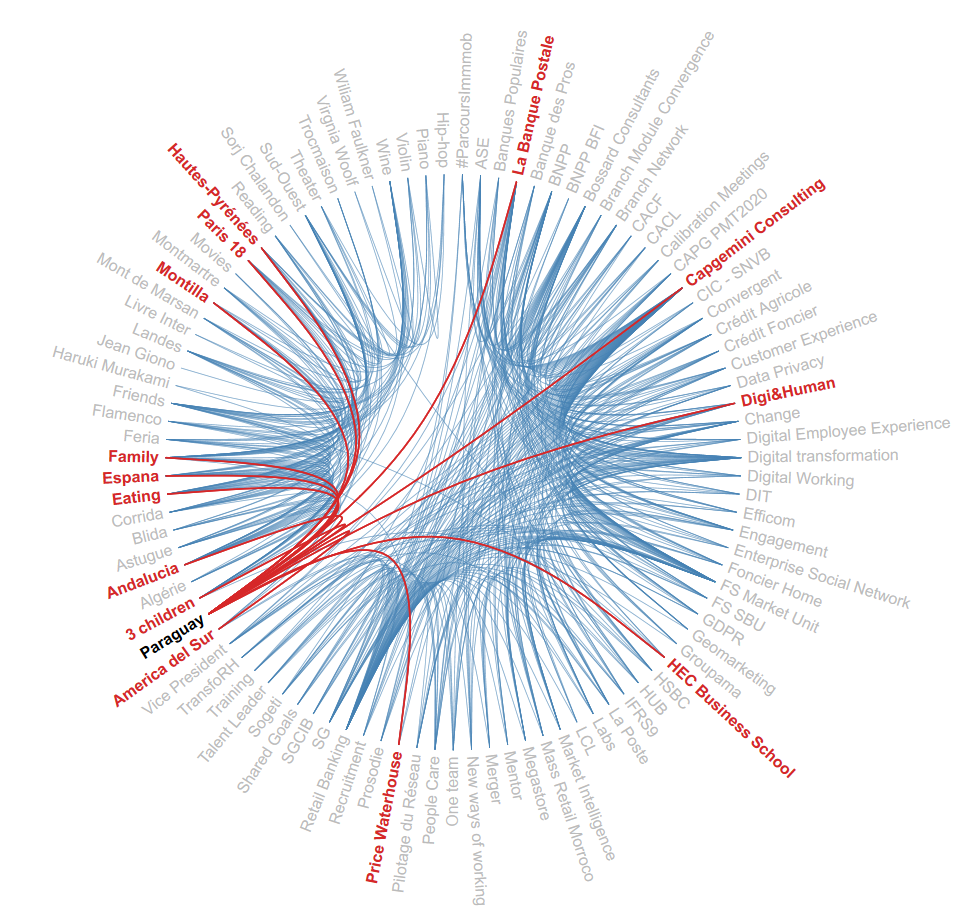 #ParcoursImmmob
ASE
Banques Populaires
La Banque Postale
Banque des Pros
BNPP
BNPP BFI
Bossard Consultants
Branch Module Convergence
Branch Network
CACF
CACL
Calibration Meetings
CAPG PMT2020
Capgemini Consulting
CIC - SNVB
Convergent
Crédit Agricole
Crédit Foncier
Customer Experience
Data Privacy
Digi&Human
Change
Digital Employee Experience
Digital transformation
Digital Working
DIT
Efficom
Engagement
Enterprise Social Network
Foncier Home
FS Market Unit
FS SBU
GDPR
Geomarketing
Groupama
HEC Business School
HSBC
HUB
IFRS9
La Poste
Labs
LCL
Market Intelligence
Mass Retail Morroco
Megastore
Mentor
Merger
New ways of working
One team
People Care
Pilotage du Réseau
Price Waterhouse
Prosodie
Recruitment
Retail Banking
SG
SGCIB
Shared Goals
Sogeti
Talent Leader
Training
TransfoRH
Vice President
America del Sur
Paraguay
3 children
Algérie
Andalucia
Astugue
Blida
Corrida
Eating
Espana
Family
Feria
Flamenco
Friends
Haruki Murakami
Jean Giono
Landes
Livre Inter
Mont de Marsan
Montilla
Montmartre
Movies
Paris 18
Hautes-Pyrénées
Reading
Sorj Chalandon
Sud-Ouest
Theater
Trocmaison
Virginia Woolf
Wiliam Faulkner
Wine
Violin
Piano
Hip-hop